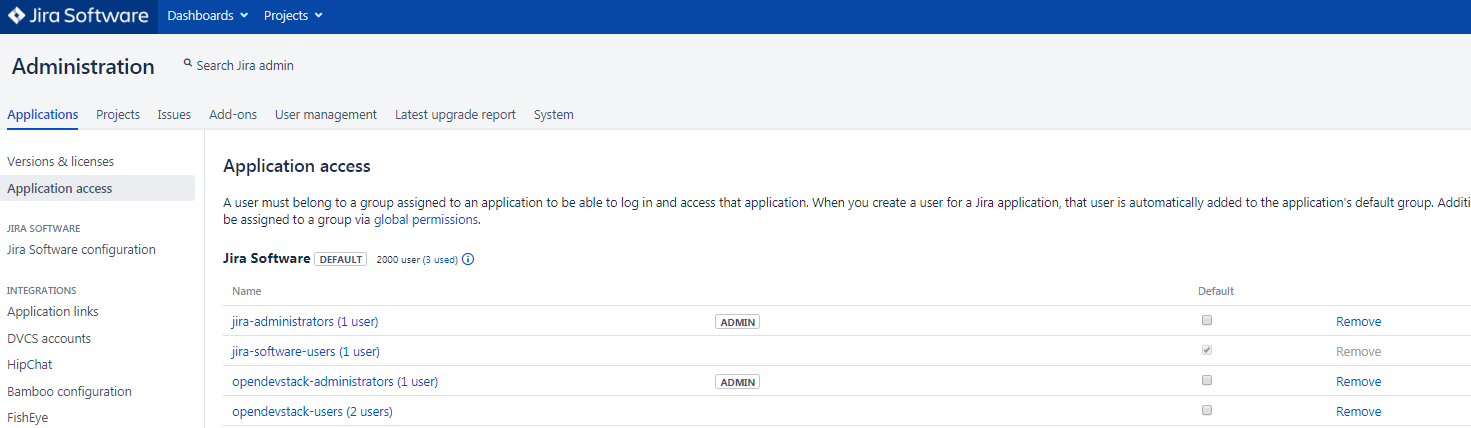 Jira Software Dashboards Projects
Administration Search Jira admin
Applications Projects Issues Add-ons User management Latest upgrade report System
Versions & licenses
Application access
JIRA SOFTWARE
Jira Software configuration
INTEGRATIONS
Application links
DVCS accounts
HipChat
Bamboo configuration
FishEye
Application access
A user must belong to a group assigned to an application to be able to log in and access that application. When you create a user for a Jira application, that user is automatically added to the application's default group. Additi
be assigned to a group via global permissions.
Jira Software DEFAULT 2000 user (3 used)
Name Default
jira-administrators (1 user) ADMIN Remove
jira-software-users (1 user) Remove
opendevstack-administrators (1 user) ADMIN Remove
opendevstack-users (2 users) Remove